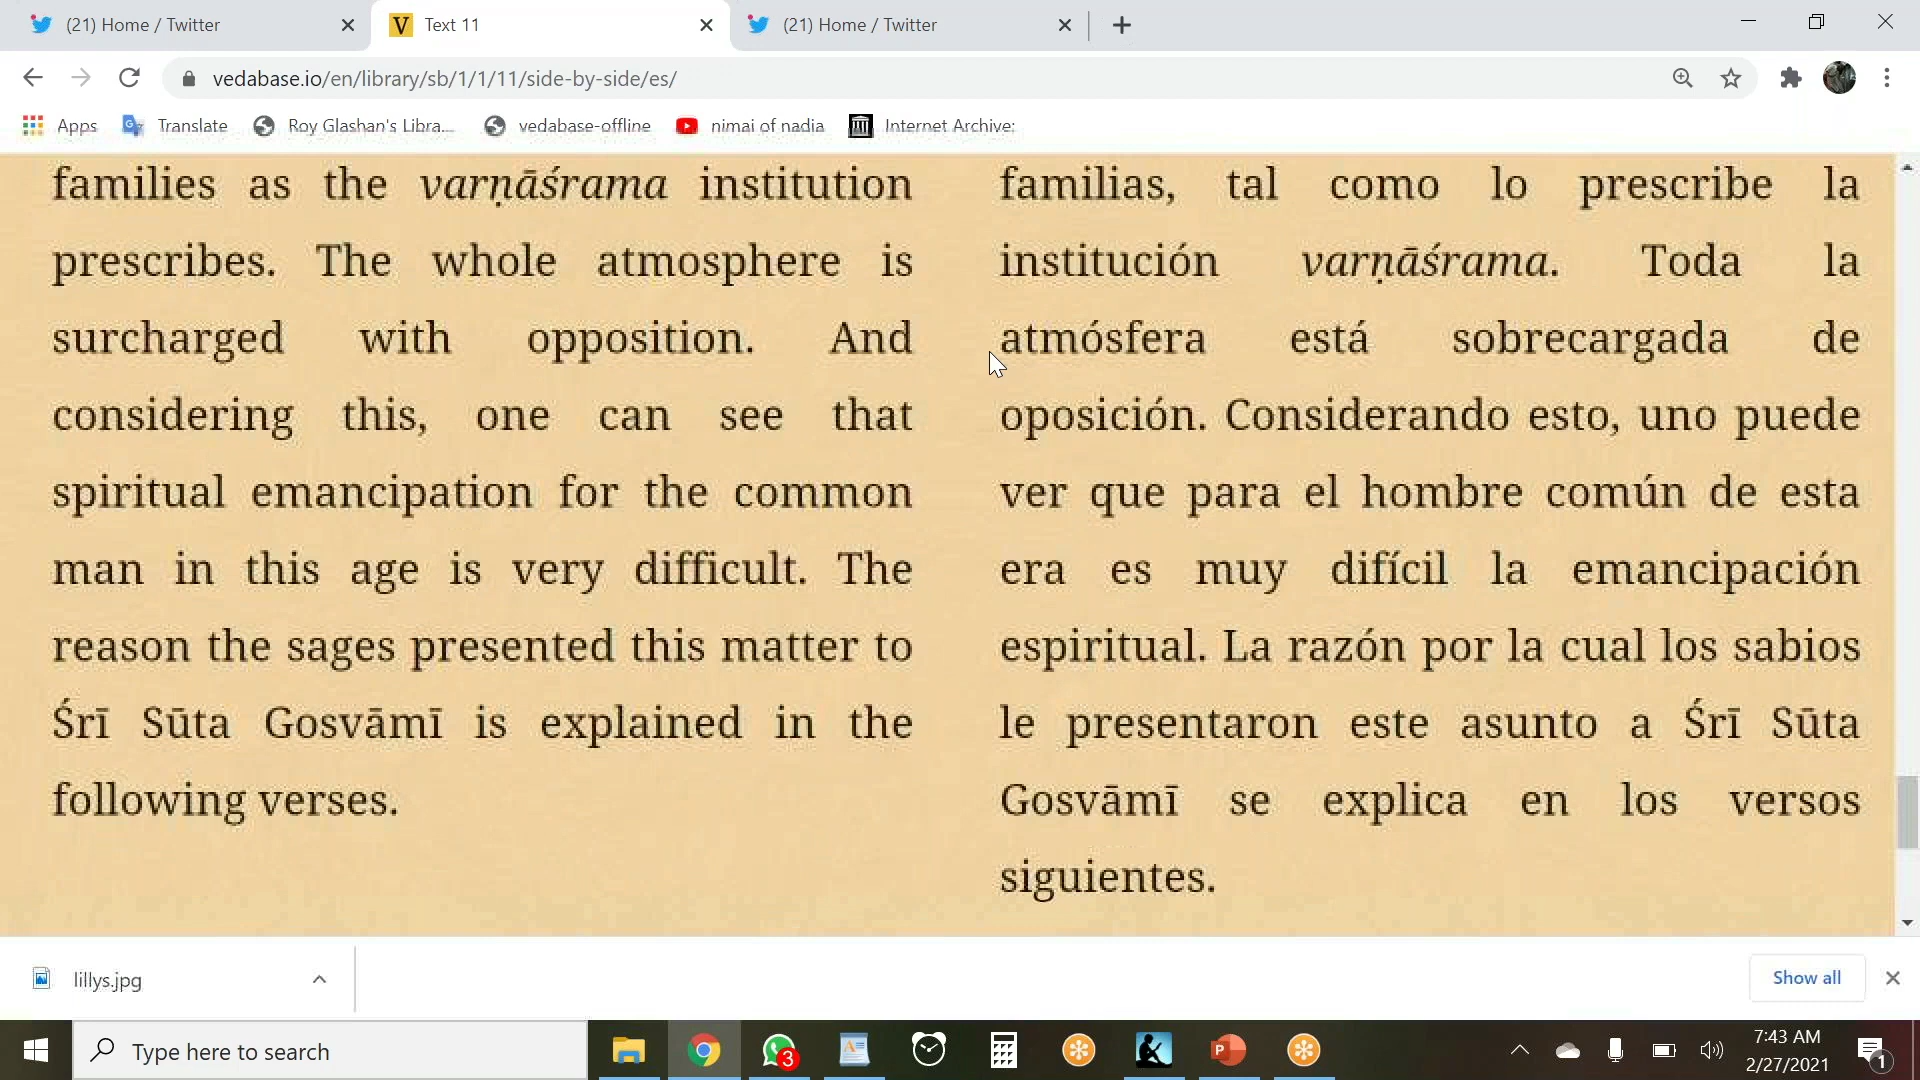 (21) Home / Twitter
Text 11
(21) Home / Twitter
vedabase.io/en/library/sb/1/1/11/side-by-side/es/
Apps
Translate
Roy Glashan's Libra...
vedabase-offline
nimai of nadia
Internet Archive:
families as the varṇāśrama institution
prescribes. The whole atmosphere is
surcharged with opposition. And
considering this, one can see that
spiritual emancipation for the common
man in this age is very difficult. The
reason the sages presented this matter to
Śrī Sūta Gosvāmī is explained in the
following verses.
familias, tal como lo prescribe la
institución varṇāśrama. Toda la
atmósfera está sobrecargada de
oposición. Considerando esto, uno puede
ver que para el hombre común de esta
era es muy difícil la emancipación
espiritual. La razón por la cual los sabios
le presentaron este asunto a Śrī Sūta
Gosvāmī se explica en los versos
siguientes.
lillys.jpg
Show all
Type here to search
3
7:43 AM
2/27/2021
1